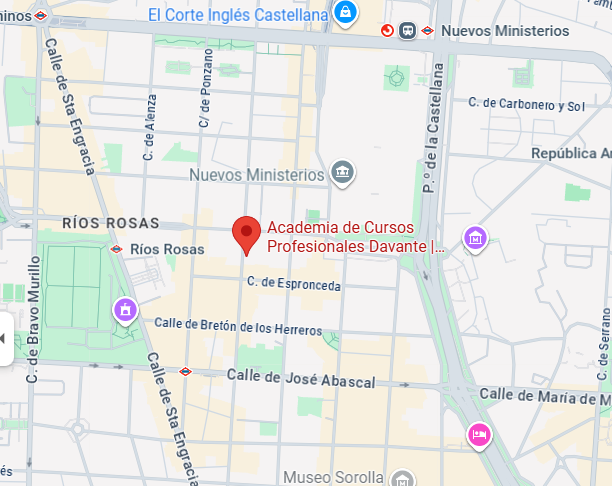 El Corte Inglés Castellana
ninos
Nuevos Ministerios
Calle de Sta Engracia
C. de Alenza
C/ de Ponzano
P.º de la Castellana
C. de Carbonero y Sol
República Au
Nuevos Ministerios
RÍOS ROSAS
Ríos Rosas
Academia de Cursos
Profesionales Davante |...
C. de Espronceda
C. de Bravo Murillo
Calle de Bretón de los Herreros
C. de Serrano
Calle de Sta Engracia
Calle de José Abascal
Calle de María de M
Museo Sorolla
és